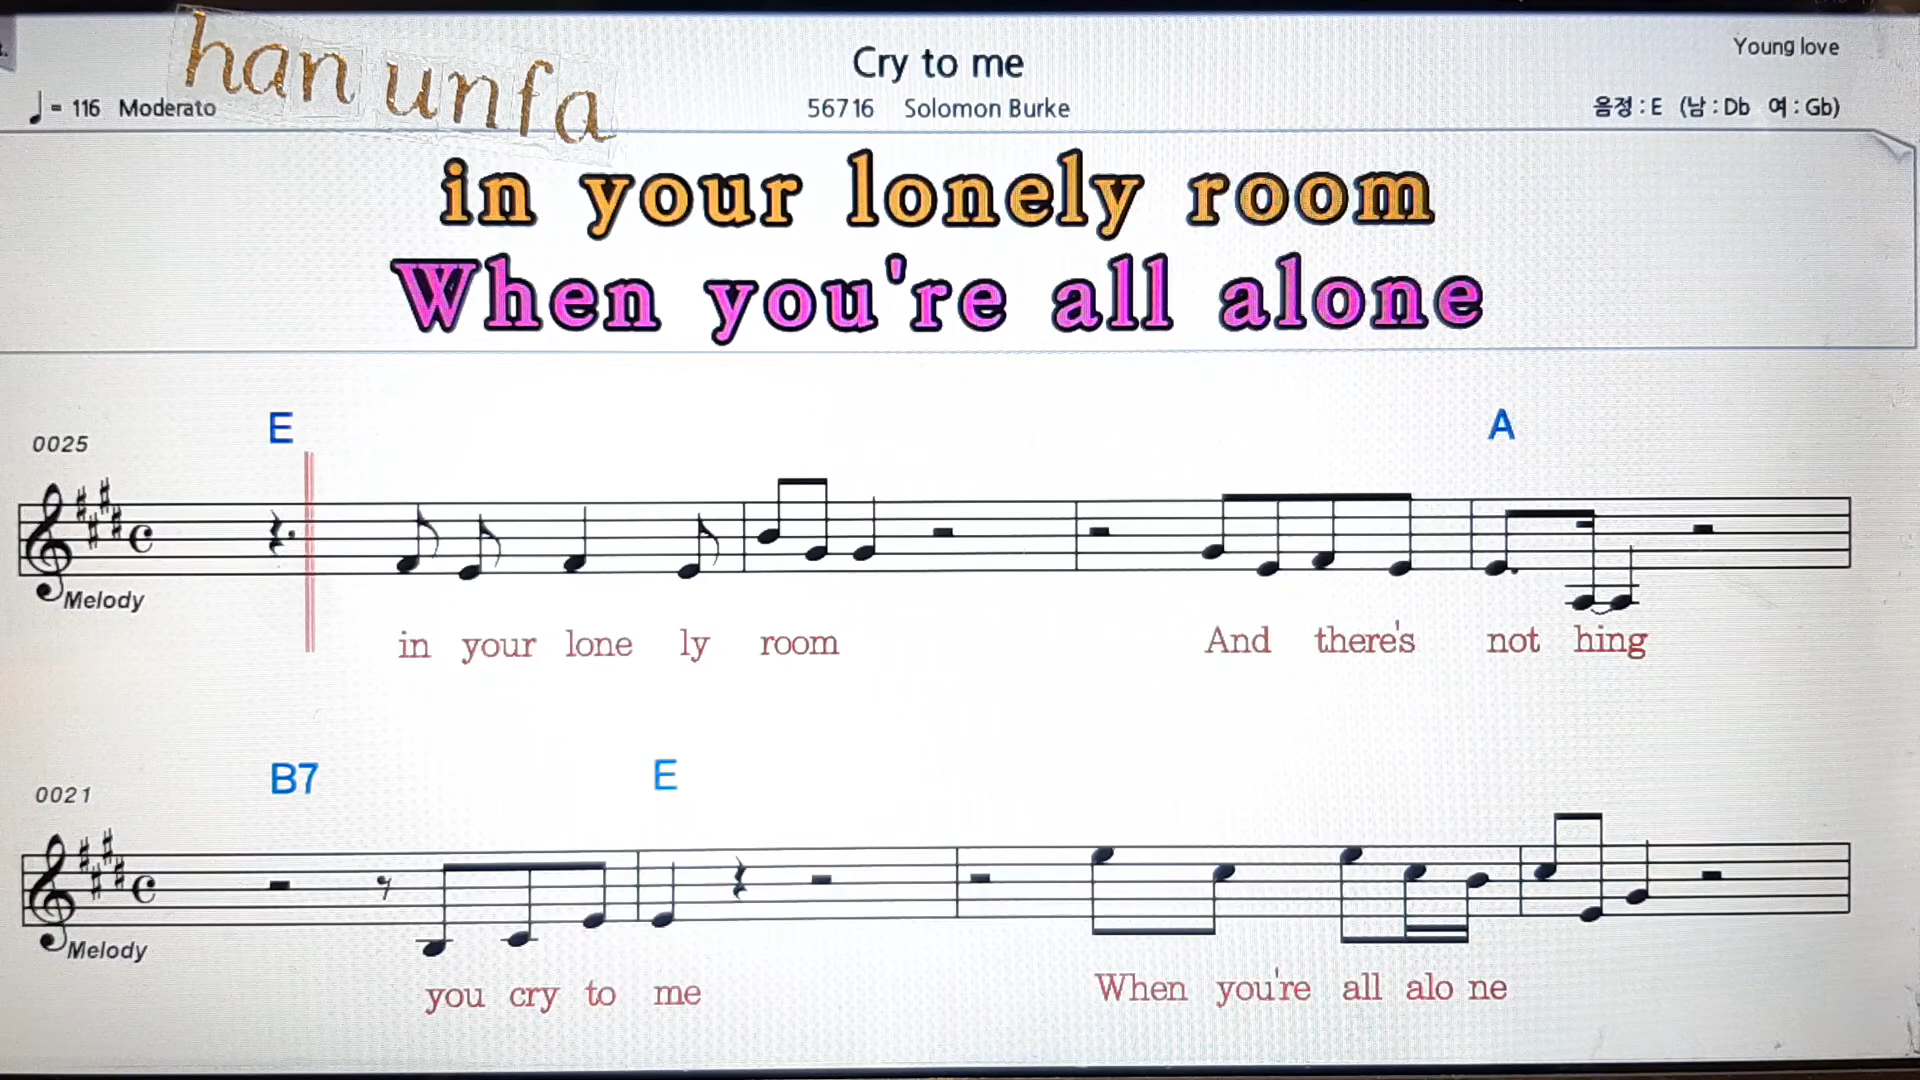 han unfa
Cry to me
Young love
= 116 Moderato
56716 Solomon Burke
음정 : E (남 : Db 여 : Gb)
in your lonely room
When you're all alone
E
A
0025
Melody
in your lone ly room And there's not hing
B7
E
0021
Melody
you cry to me When you're all alo ne